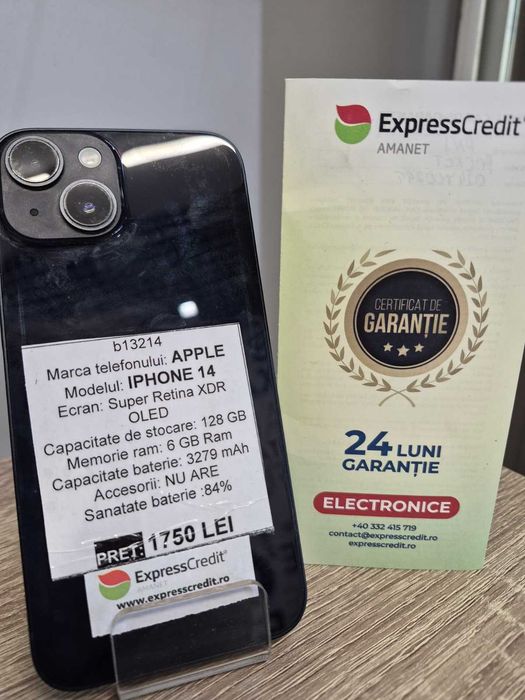 b13214
Marca telefonului: APPLE
Modelul: IPHONE 14
Ecran: Super Retina XDR
OLED
Capacitate de stocare: 128 GB
Memorie ram: 6 GB Ram
Capacitate baterie: 3279 mAh
Accesorii: NU ARE
Sanatate baterie :84%
PREȚ: 1750 LEI
ExpressCredit®
AMANET
www.expresscredit.ro
ExpressCredit®
AMANET
CERTIFICAT DE
GARANȚIE
24 LUNI
GARANȚIE
ELECTRONICE
+40 332 415 719
contact@expresscredit.ro
expresscredit.ro